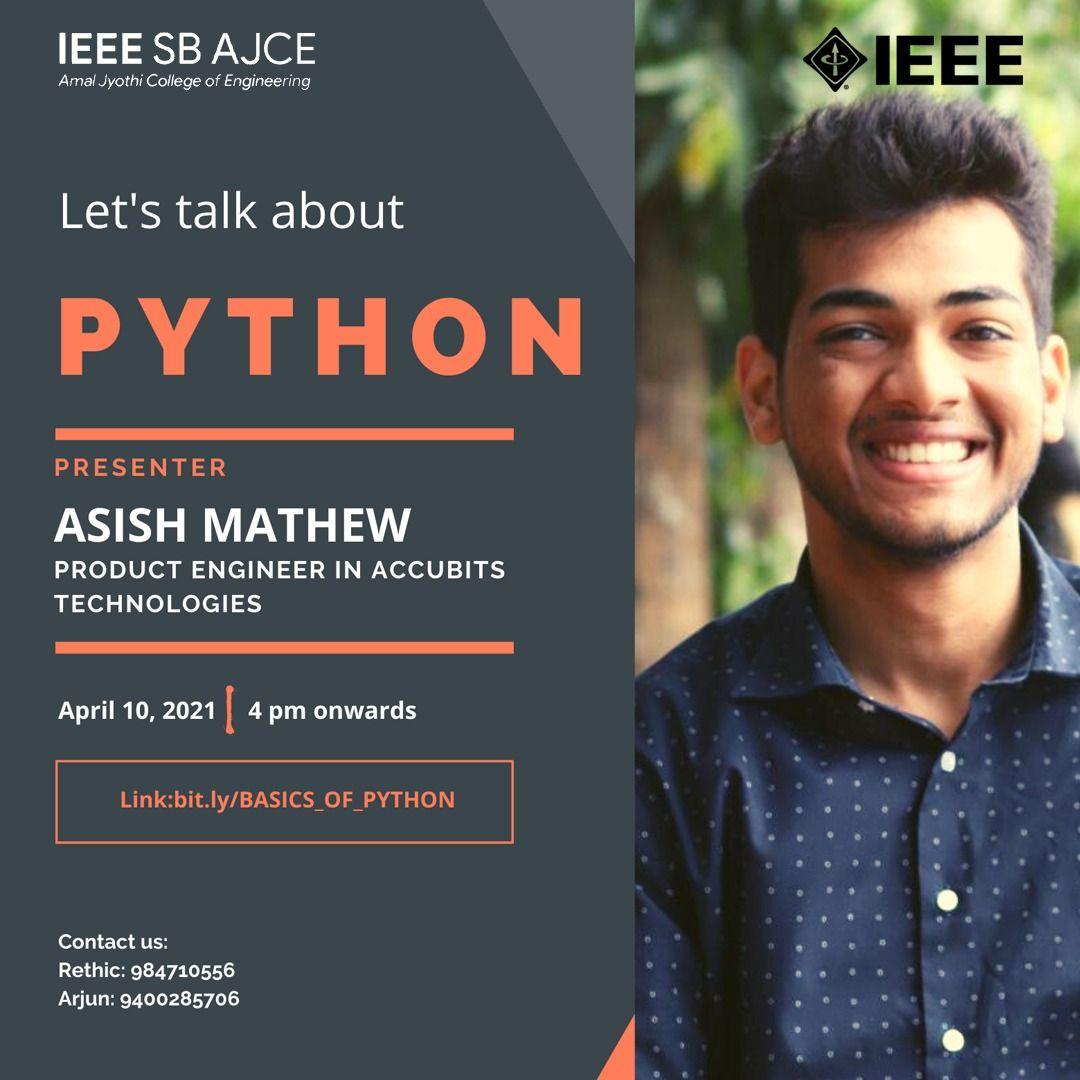 IEEE SB AJCE
Amal Jyothi College of Engineering
IEEE
Let's talk about
PYTHON
PRESENTER
ASISH MATHEW
PRODUCT ENGINEER IN ACCUBITS
TECHNOLOGIES
April 10, 2021 | 4 pm onwards
Link:bit.ly/BASICS_OF_PYTHON
Contact us:
Rethic: 984710556
Arjun: 9400285706